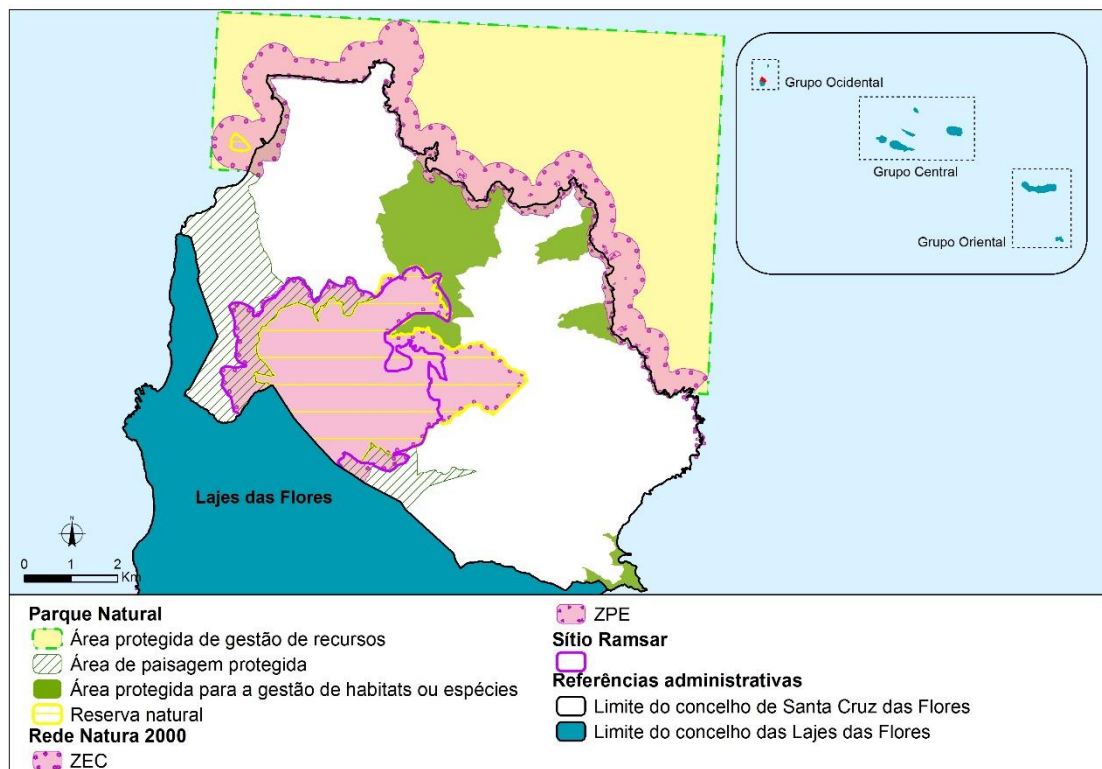 Grupo Ocidental
Grupo Central
Grupo Oriental
Lajes das Flores
N
0 1 2
Km
Parque Natural
Área protegida de gestão de recursos
Área de paisagem protegida
Área protegida para a gestão de habitats ou espécies
Reserva natural
Rede Natura 2000
ZEC
ZPE
Sítio Ramsar
Referências administrativas
Limite do concelho de Santa Cruz das Flores
Limite do concelho das Lajes das Flores